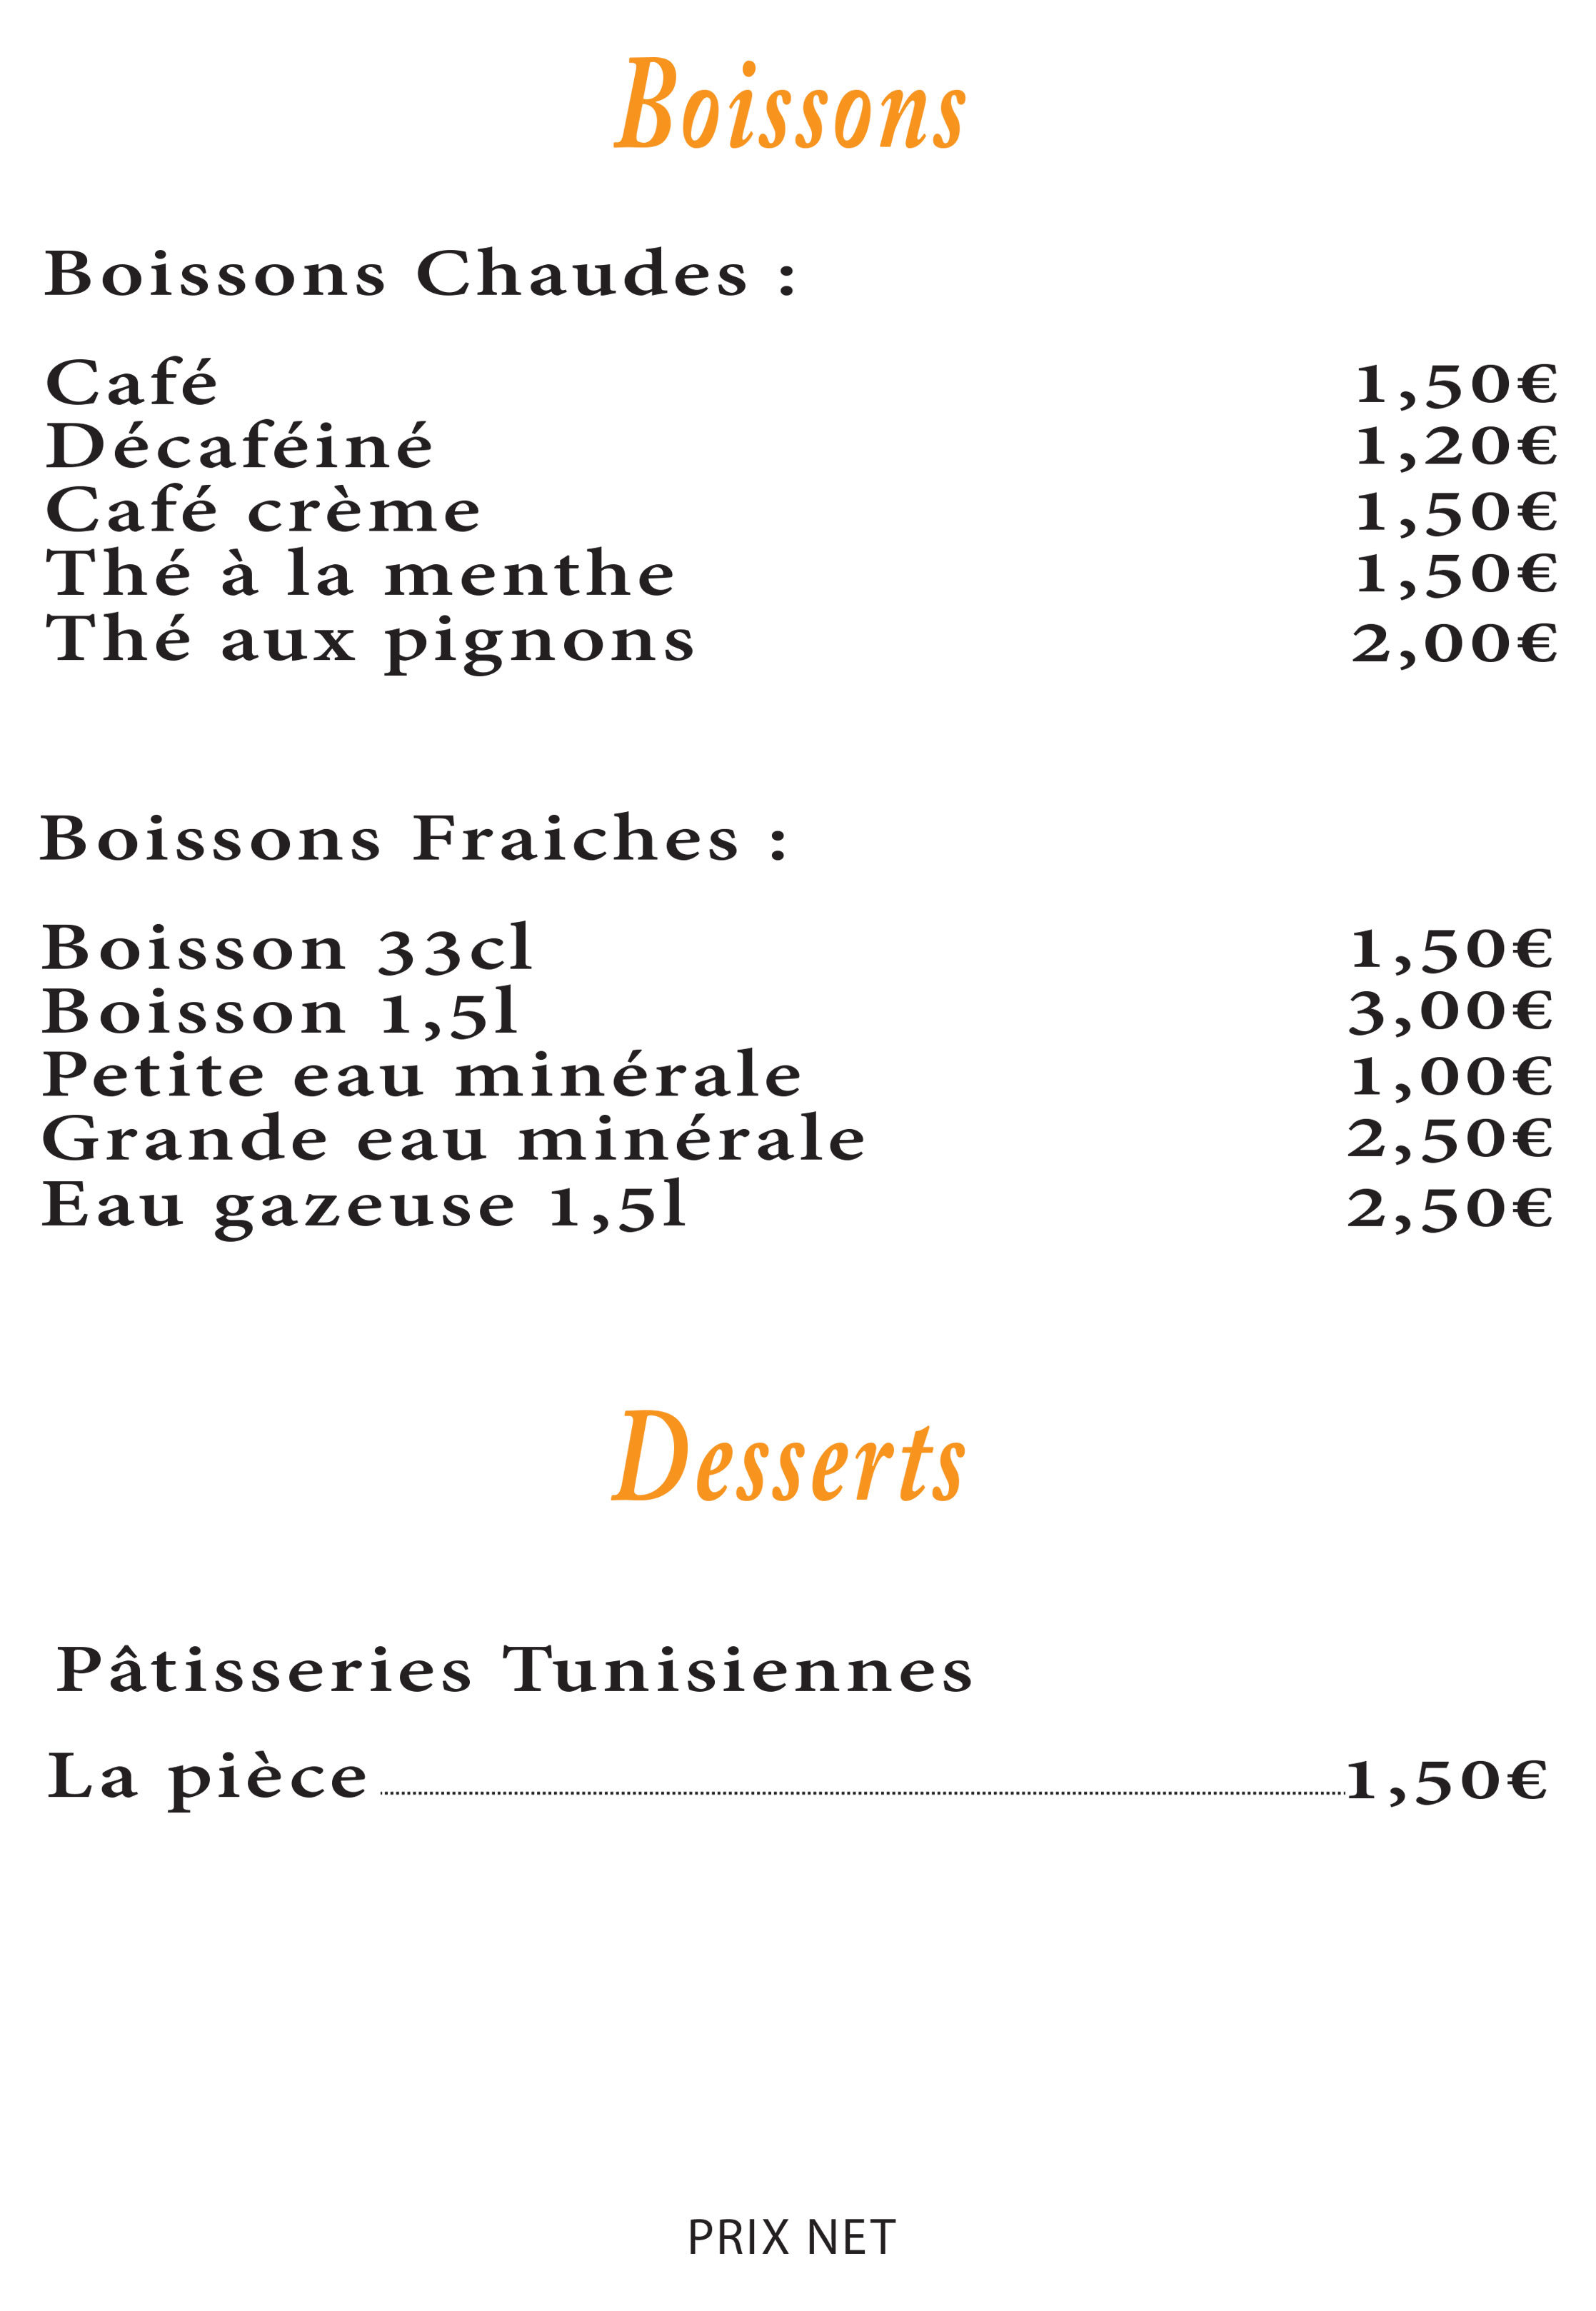 Boissons
Boissons Chaudes :
Café 1,50€
Décaféiné 1,20€
Café crème 1,50€
Thé à la menthe 1,50€
Thé aux pignons 2,00€
Boissons Fraiches :
Boisson 33cl 1,50€
Boisson 1,5l 3,00€
Petite eau minérale 1,00€
Grande eau minérale 2,50€
Eau gazeuse 1,5l 2,50€
Desserts
Pâtisseries Tunisiennes
La pièce 1,50€
PRIX NET